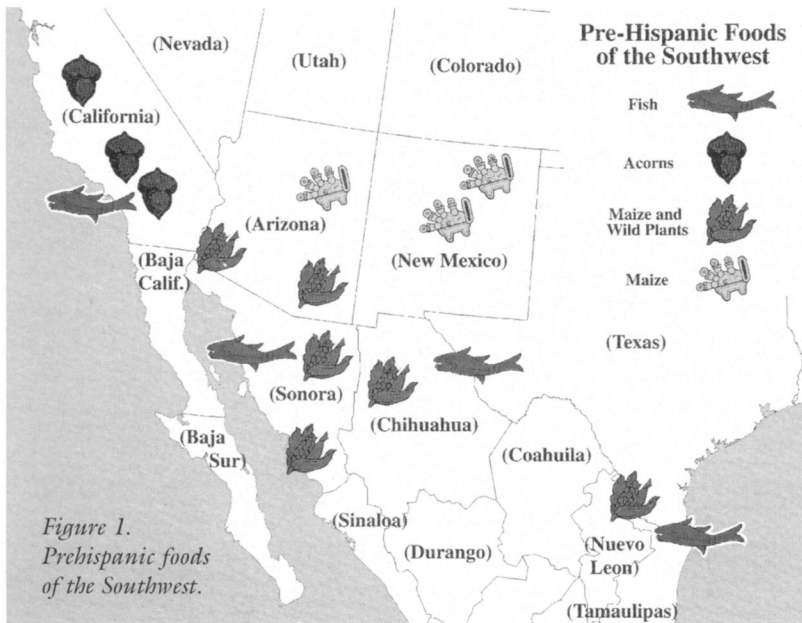 Pre-Hispanic Foods
of the Southwest
Fish
Acorns
Maize and
Wild Plants
Maize
(Nevada)
(Utah)
(Colorado)
(California)
(Arizona)
(New Mexico)
(Baja
Calif.)
(Texas)
(Sonora)
(Chihuahua)
(Baja
Sur)
(Coahuila)
(Sinaloa)
(Durango)
(Nuevo
Leon)
(Tamaulipas)
Figure 1.
Prehispanic foods
of the Southwest.